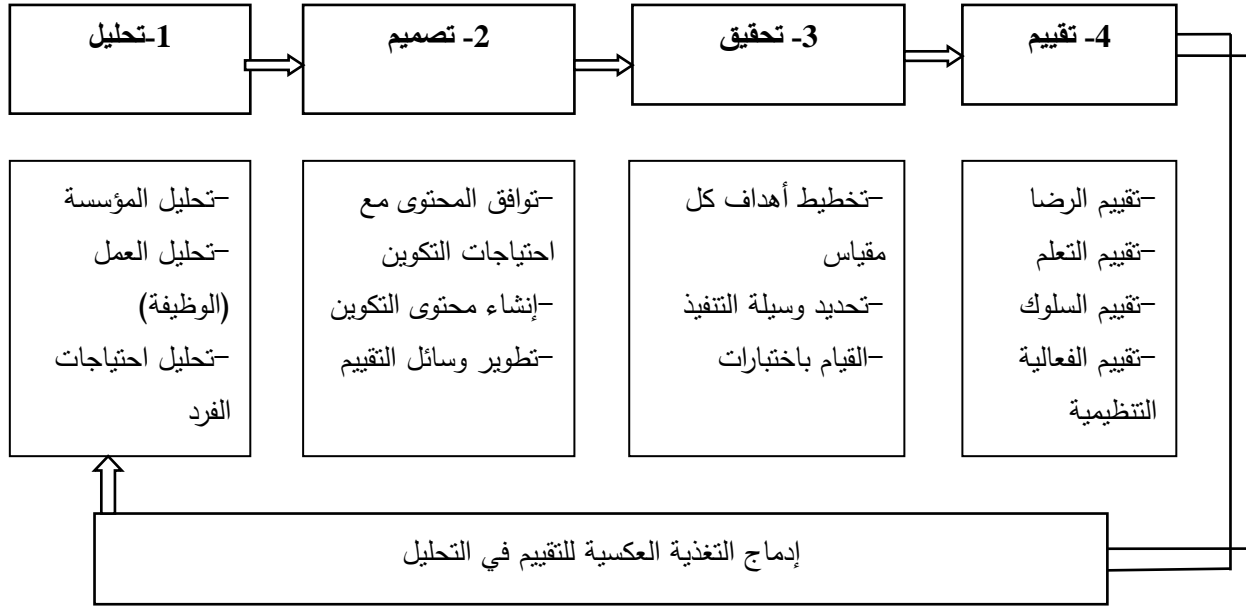 1-تحليل
2- تصميم
3- تحقيق
4- تقييم
-تحليل المؤسسة
-تحليل العمل
(الوظيفة)
-تحليل احتياجات
الفرد
-توافق المحتوى مع
احتياجات التكوين
-إنشاء محتوى التكوين
-تطوير وسائل التقييم
-تخطيط أهداف كل
مقياس
-تحديد وسيلة التنفيذ
-القيام باختبارات
-تقييم الرضا
-تقييم التعلم
-تقييم السلوك
-تقييم الفعالية
التنظيمية
إدماج التغذية العكسية للتقييم في التحليل